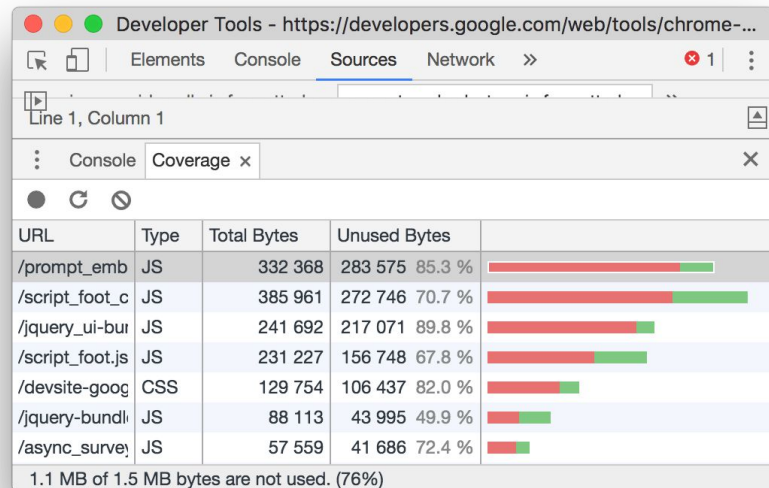 Developer Tools - https://developers.google.com/web/tools/chrome-...
Elements Console Sources Network » 1
Line 1, Column 1
Console Coverage ×
URL Type Total Bytes Unused Bytes
/prompt_emb JS 332 368 283 575 85.3 %
/script_foot_c JS 385 961 272 746 70.7 %
/jquery_ui-bur JS 241 692 217 071 89.8 %
/script_foot.js JS 231 227 156 748 67.8 %
/devsite-goog CSS 129 754 106 437 82.0 %
/jquery-bundl JS 88 113 43 995 49.9 %
/async_survey JS 57 559 41 686 72.4 %
1.1 MB of 1.5 MB bytes are not used. (76%)